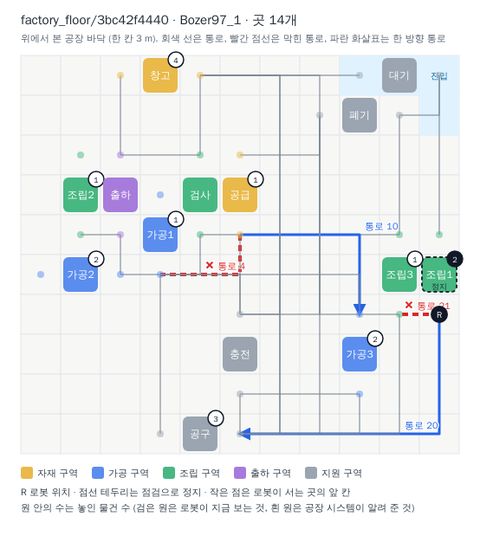 factory_floor/3bc42f4440 · Bozer97_1 · 곳 14개
위에서 본 공장 바닥 (한 칸 3 m). 회색 선은 통로, 빨간 점선은 막힌 통로, 파란 화살표는 한 방향 통로
창고 4
대기
전립
폐기
조립2 1
출하
검사
공급 1
가공1 1
통로 10
가공2 2
✕ 통로 4
조립3 1
조립1 2
정지
✕ 통로 21
R
충전
가공3 2
공구 3
통로 20
자재 구역 가공 구역 조립 구역 출하 구역 지원 구역
R 로봇 위치 · 점선 테두리는 점검으로 정지 · 작은 점은 로봇이 서는 곳의 앞 칸
원 안의 수는 놓인 물건 수 (검은 원은 로봇이 지금 보는 것, 흰 원은 공장 시스템이 알려 준 것)